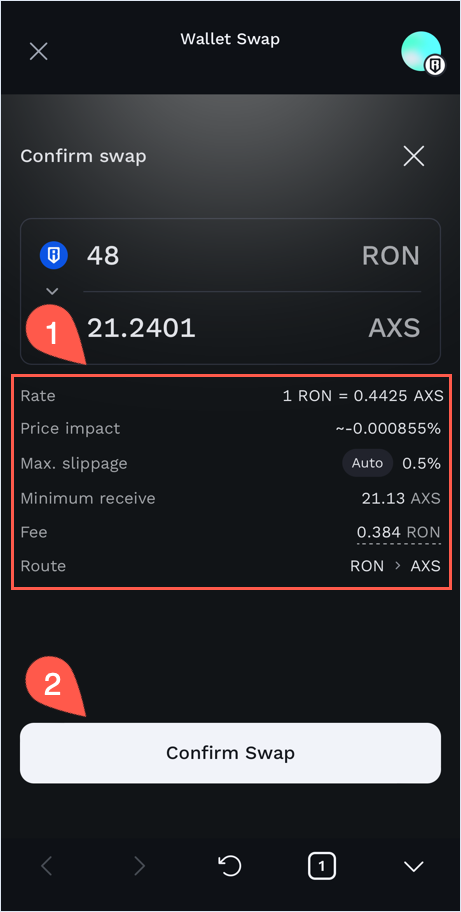 Wallet Swap
Confirm swap
48 RON
21.2401 AXS
1
Rate 1 RON = 0.4425 AXS
Price impact ~-0.000855%
Max. slippage Auto 0.5%
Minimum receive 21.13 AXS
Fee 0.384 RON
Route RON > AXS
2
Confirm Swap
1